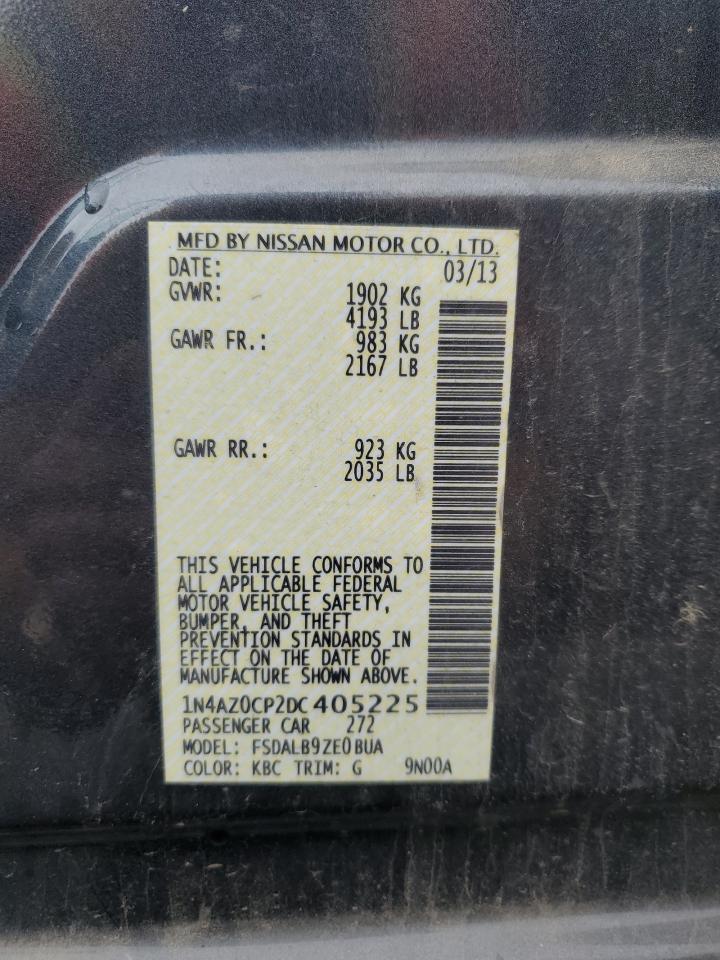 MFD BY NISSAN MOTOR CO., LTD.
DATE: 03/13
GVWR: 1902 KG
4193 LB
GAWR FR.: 983 KG
2167 LB
GAWR RR.: 923 KG
2035 LB
THIS VEHICLE CONFORMS TO
ALL APPLICABLE FEDERAL
MOTOR VEHICLE SAFETY,
BUMPER, AND THEFT
PREVENTION STANDARDS IN
EFFECT ON THE DATE OF
MANUFACTURE SHOWN ABOVE.
1N4AZ0CP2DC405225
PASSENGER CAR 272
MODEL: FSDALB9ZE0BUA
COLOR: KBC TRIM: G 9N00A